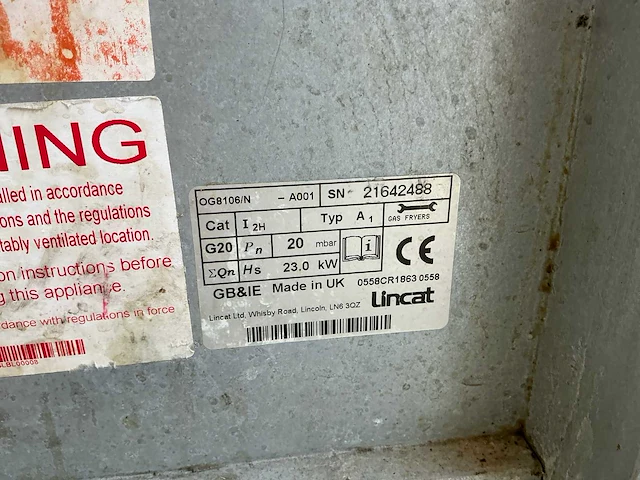 NING
alled in accordance
ons and the regulations
tably ventilated location.
on instructions before
g this appliance.
dance with regulations in force
LBL00008
OG8106/N – A001 SN 21642488
Cat I 2H Typ A 1 GAS FRYERS
G20 Pn 20 mbar i
ΣQn Hs 23.0 kW CE
GB&IE Made in UK 0558CR1863 0558
Lincat
Lincat Ltd, Whisby Road, Lincoln, LN6 3QZ